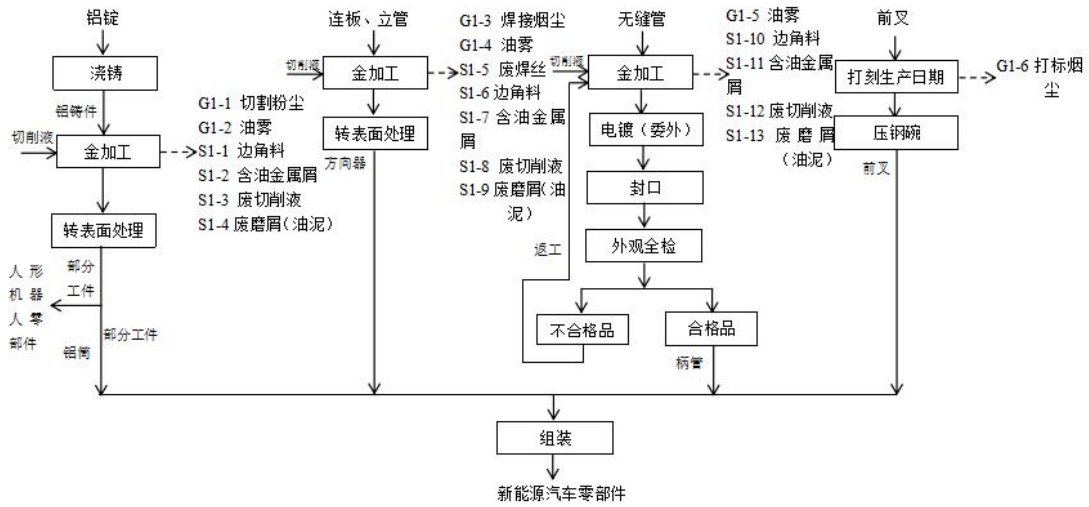 铝锭
浇铸
铝铸件
切削液
金加工
G1-1 切割粉尘
G1-2 油雾
S1-1 边角料
S1-2 含油金属屑
S1-3 废切削液
S1-4 废磨屑（油泥）
转表面处理
部分
工件
人形
机器
人零
部件
铝筒
部分工件
连板、立管
切削液
金加工
转表面处理
方向器
G1-3 焊接烟尘
G1-4 油雾
S1-5 废焊丝
S1-6 边角料
S1-7 含油金属
屑
S1-8 废切削液
S1-9 废磨屑（油
泥）
无缝管
切削液
金加工
电镀（委外）
封口
外观全检
返工
不合格品
合格品
柄管
G1-5 油雾
S1-10 边角料
S1-11 含油金属
屑
S1-12 废切削液
S1-13 废磨屑
（油泥）
前叉
打刻生产日期
G1-6 打标烟
尘
压钢碗
前叉
组装
新能源汽车零部件